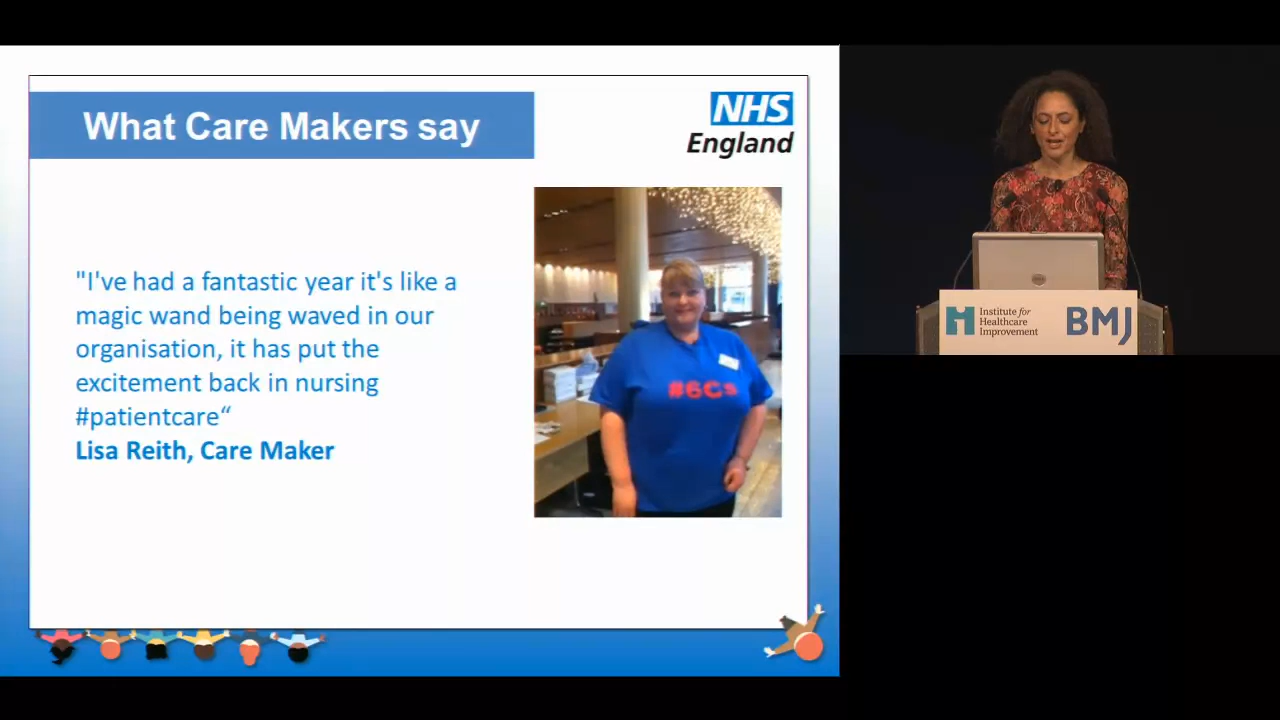 What Care Makers say
NHS
England
"I've had a fantastic year it's like a
magic wand being waved in our
organisation, it has put the
excitement back in nursing
#patientcare“
Lisa Reith, Care Maker
#6Cs
Institute for
Healthcare
Improvement
BMJ